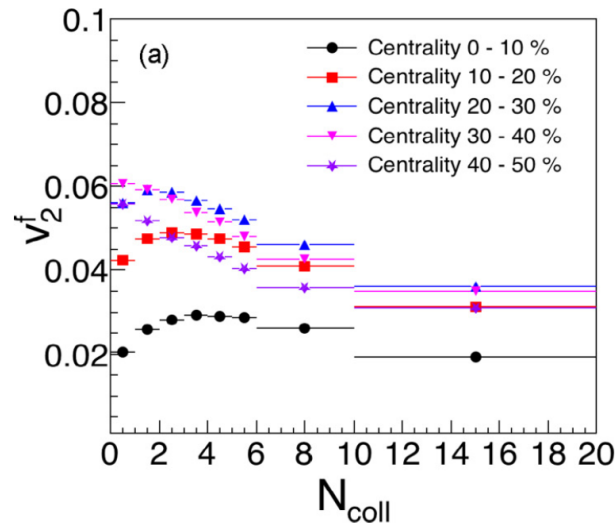 (a)
Centrality 0 - 10 %
Centrality 10 - 20 %
Centrality 20 - 30 %
Centrality 30 - 40 %
Centrality 40 - 50 %
0.1
0.08
0.06
0.04
0.02
v₂ᶠ
0 2 4 6 8 10 12 14 16 18 20
N_coll